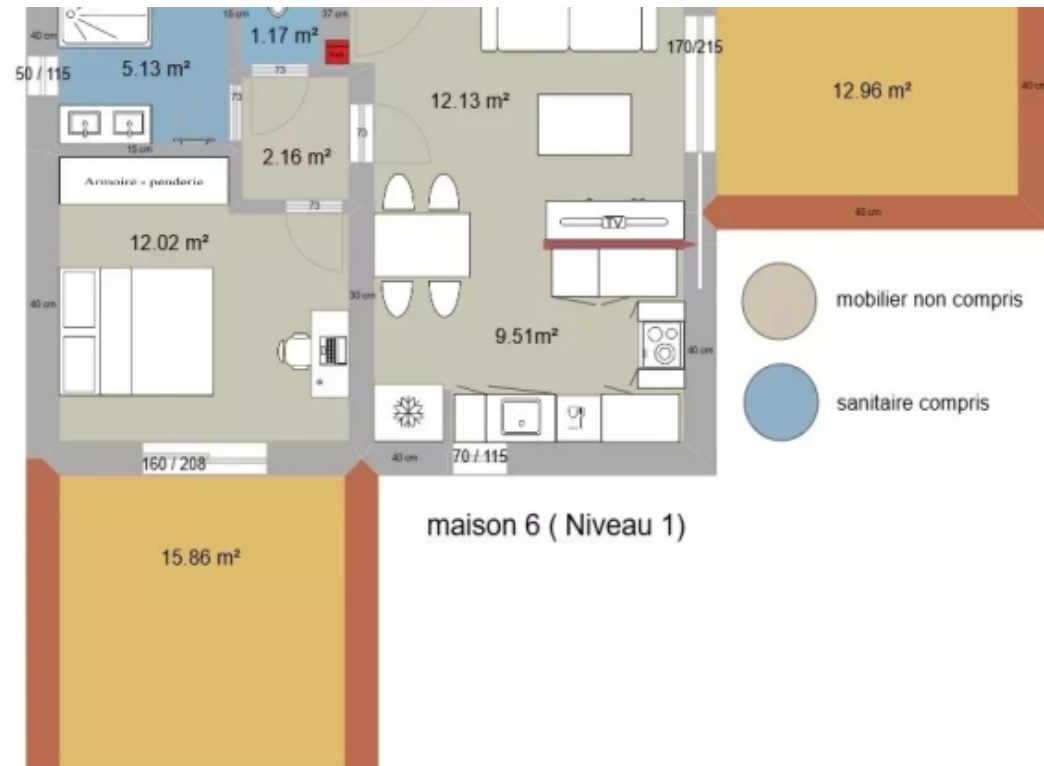 15 cm
37 cm
40 cm
1.17 m²
170/215
50 / 115
5.13 m²
73
12.13 m²
12.96 m²
40 cm
73
73
15 cm
2.16 m²
Armoire - penderie
73
TV
40 cm
12.02 m²
40 cm
30 cm
mobilier non compris
9.51m²
40 cm
sanitaire compris
160 / 208
40 cm
70 / 115
maison 6 ( Niveau 1)
15.86 m²